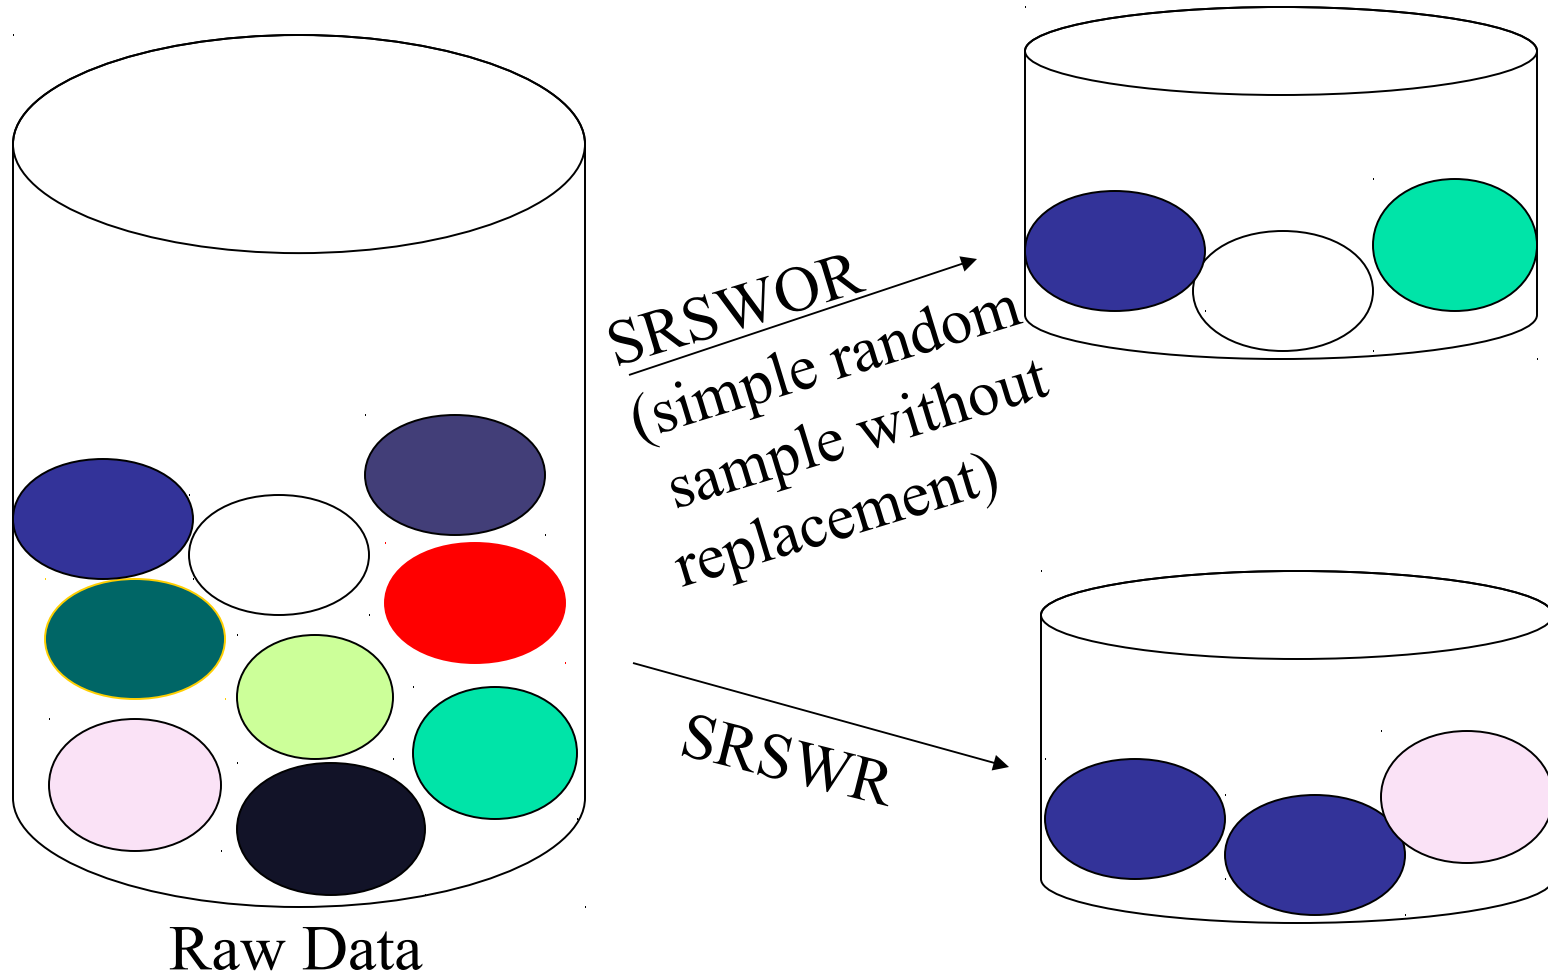 SRSWOR
(simple random
sample without
replacement)
SRSWR
Raw Data